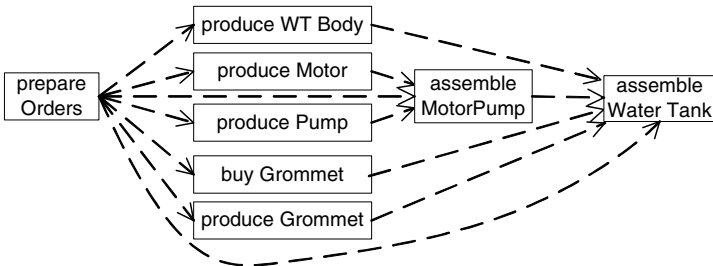 produce WT Body
prepare
Orders
produce Motor
assemble
MotorPump
assemble
Water Tank
produce Pump
buy Grommet
produce Grommet